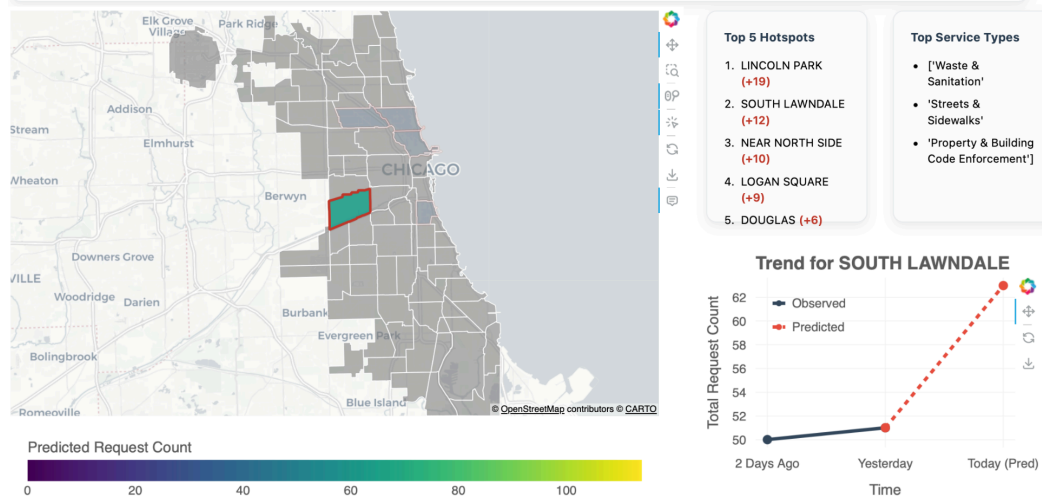 Elk Grove
Village
Park Ridge
Addison
Stream
Elmhurst
Wheaton
CHICAGO
Berwyn
Downers Grove
VILLE
Woodridge
Darien
Burbank
Evergreen Park
Bolingbrook
Blue Island
Romeoville
© OpenStreetMap contributors © CARTO
Predicted Request Count
0 20 40 60 80 100
Top 5 Hotspots
1. LINCOLN PARK
(+19)
2. SOUTH LAWNDALE
(+12)
3. NEAR NORTH SIDE
(+10)
4. LOGAN SQUARE
(+9)
5. DOUGLAS (+6)
Top Service Types
• ['Waste &
Sanitation'
• 'Streets &
Sidewalks'
• 'Property & Building
Code Enforcement']
Trend for SOUTH LAWNDALE
Observed
Predicted
Total Request Count
62
60
58
56
54
52
50
2 Days Ago Yesterday Today (Pred)
Time